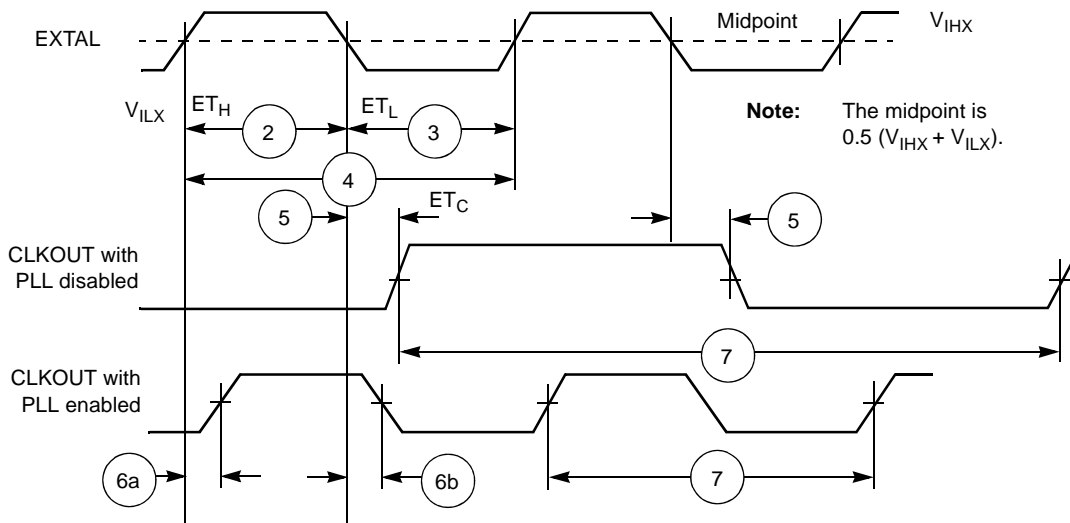 Midpoint
V_IHX
EXTAL
V_ILX
ET_H
ET_L
Note: The midpoint is
0.5 (V_IHX + V_ILX).
2
3
4
5
ET_C
5
CLKOUT with
PLL disabled
7
CLKOUT with
PLL enabled
6a
6b
7